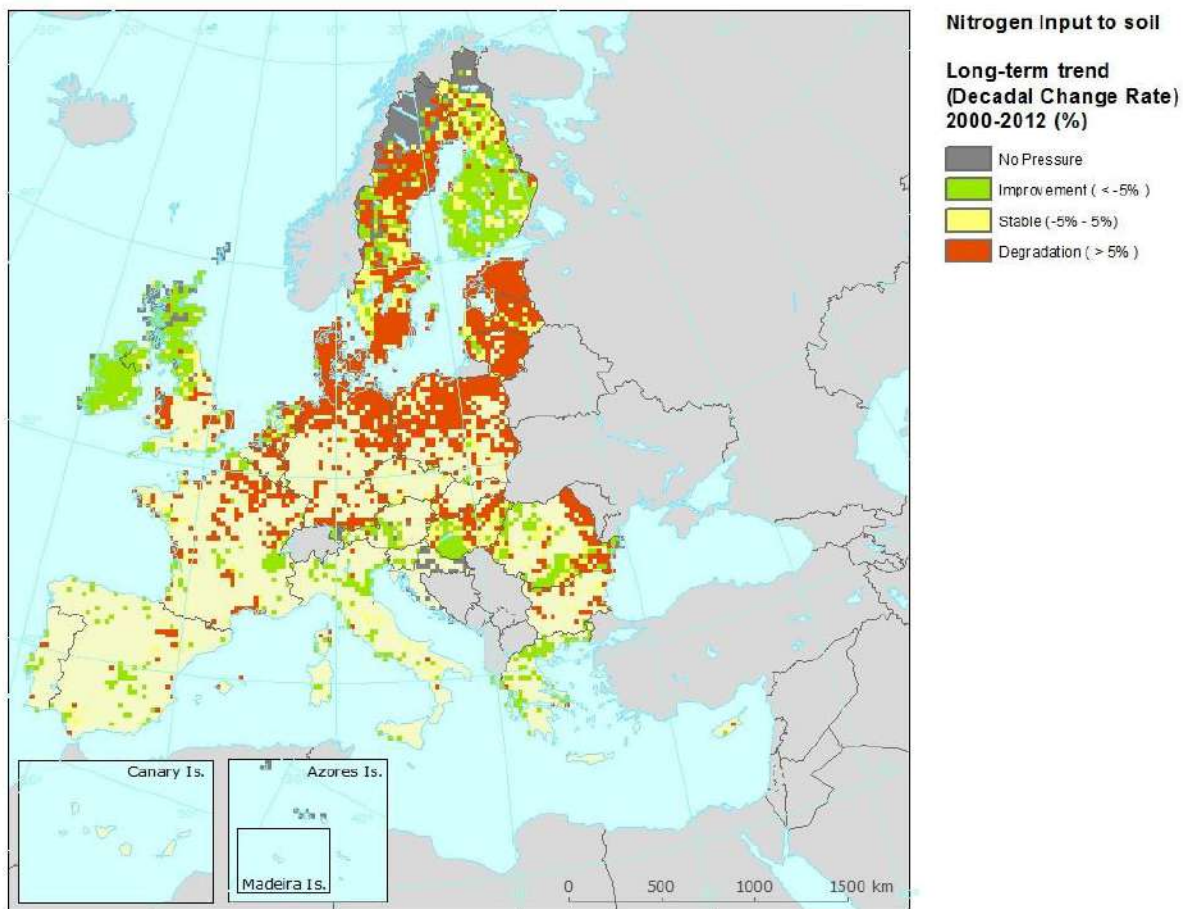 Nitrogen Input to soil
Long-term trend
(Decadal Change Rate)
2000-2012 (%)
No Pressure
Improvement ( < -5% )
Stable (-5% - 5%)
Degradation ( > 5% )
Canary Is.
Azores Is.
Madeira Is.
0 500 1000 1500 km